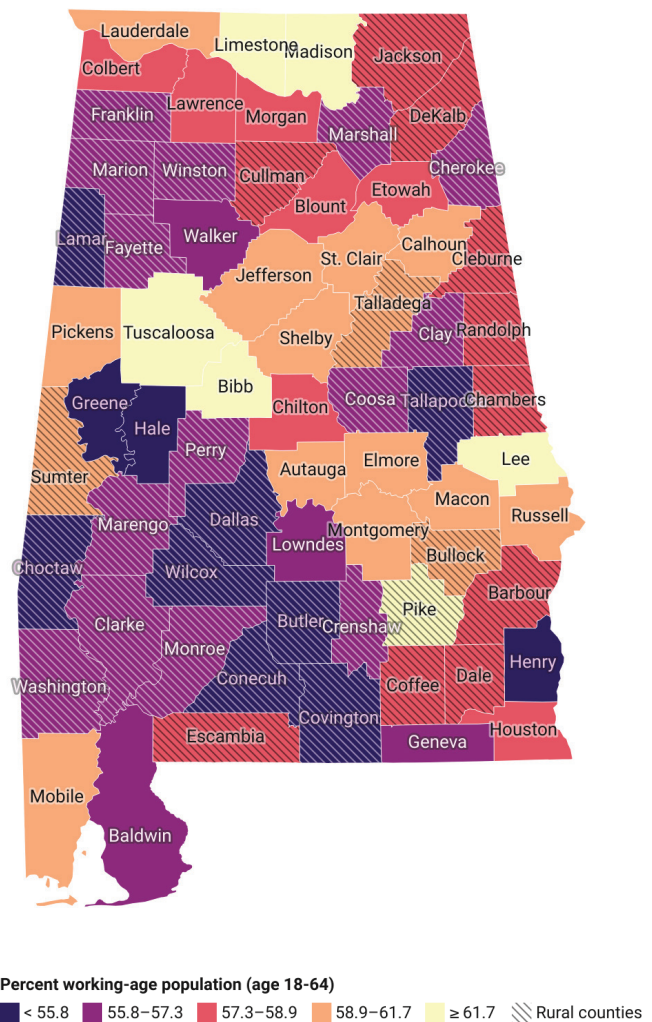 Lauderdale
Limestone
Madison
Jackson
Colbert
Lawrence
Morgan
Franklin
DeKalb
Marshall
Marion
Winston
Cullman
Cherokee
Etowah
Blount
Lamar
Fayette
Walker
Calhoun
St. Clair
Cleburne
Jefferson
Talladega
Pickens
Tuscaloosa
Shelby
Clay
Randolph
Bibb
Greene
Chilton
Coosa
Tallapoosa
Chambers
Hale
Perry
Sumter
Autauga
Elmore
Lee
Marengo
Dallas
Macon
Russell
Lowndes
Montgomery
Bullock
Choctaw
Wilcox
Barbour
Pike
Clarke
Butler
Crenshaw
Monroe
Henry
Washington
Conecuh
Coffee
Dale
Covington
Escambia
Geneva
Houston
Mobile
Baldwin
Percent working-age population (age 18-64)
< 55.8 55.8–57.3 57.3–58.9 58.9–61.7 ≥ 61.7 Rural counties